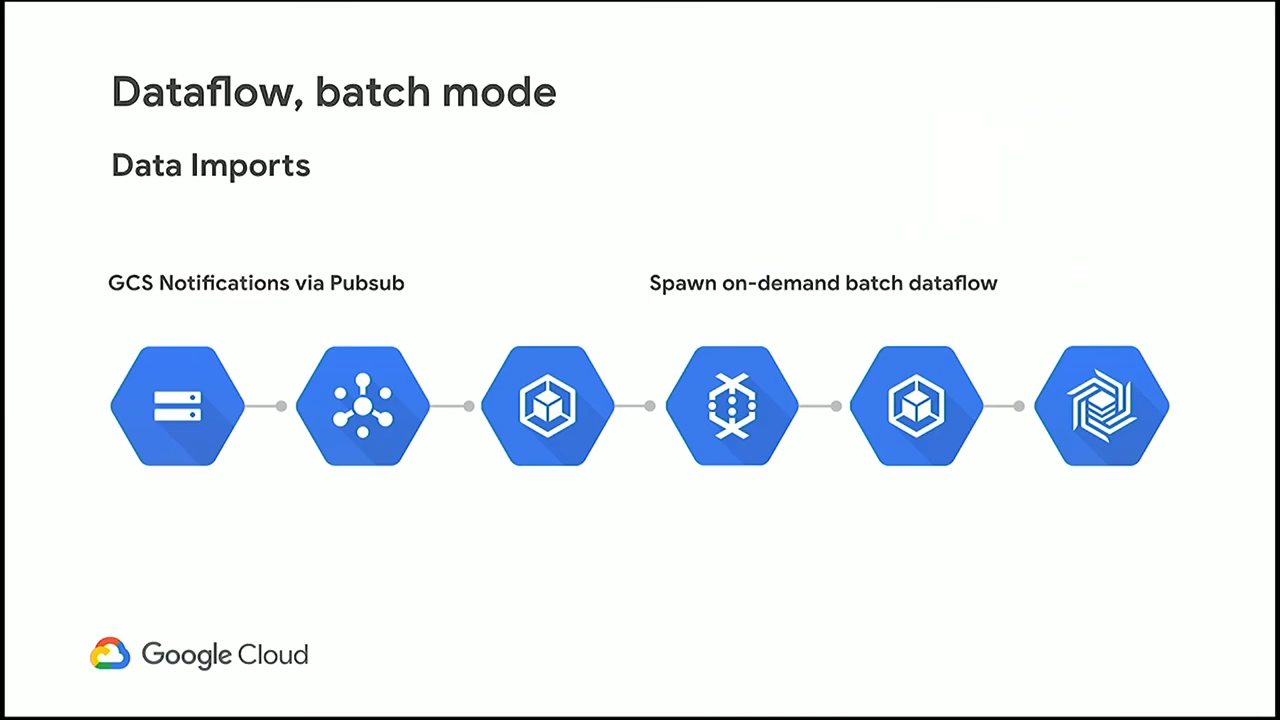 Dataflow, batch mode
Data Imports
GCS Notifications via Pubsub
Spawn on-demand batch dataflow
Google Cloud